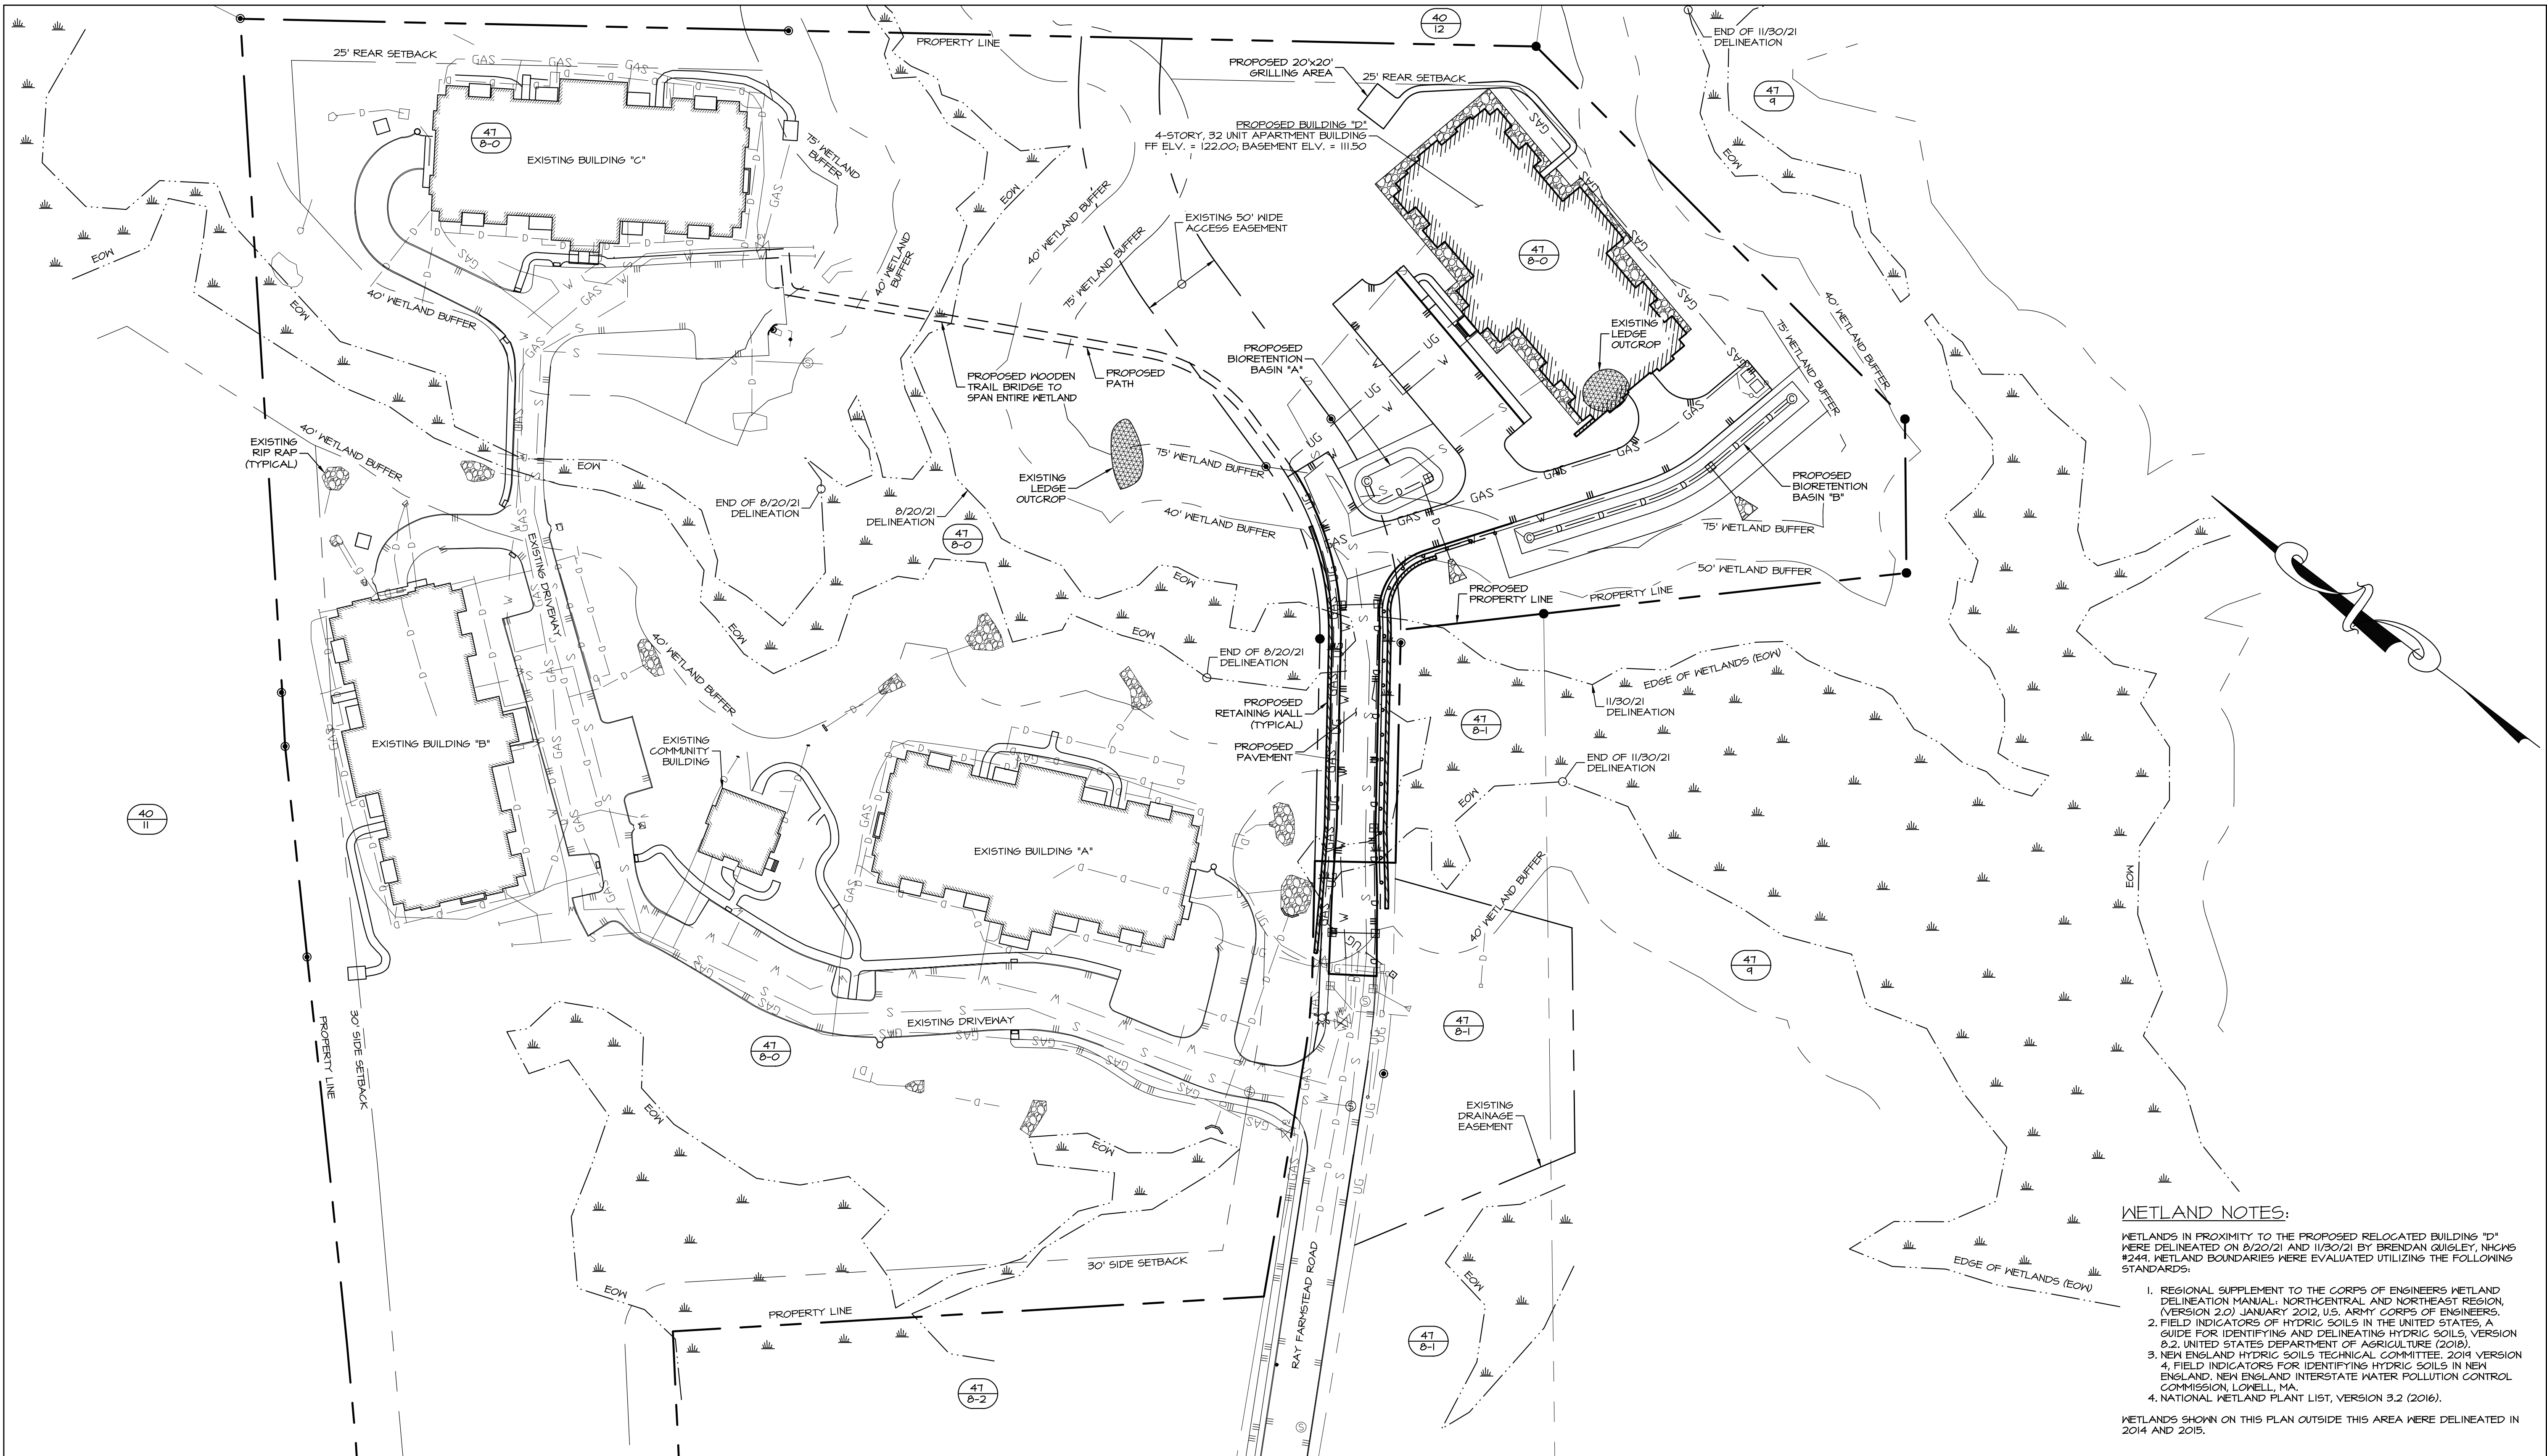 40
12
END OF 11/30/21
DELINEATION
PROPERTY LINE
25' REAR SETBACK
GAS GAS GAS
PROPOSED 20'x20'
GRILLING AREA
25' REAR SETBACK
47
9
PROPOSED BUILDING "D"
4-STORY, 32 UNIT APARTMENT BUILDING
FF ELV. = 122.00; BASEMENT ELV. = 111.50
47
8-0
EXISTING BUILDING "C"
75' WETLAND
BUFFER
EOW
EOW
40' WETLAND BUFFER
75' WETLAND BUFFER
EXISTING 50' WIDE
ACCESS EASEMENT
47
8-0
EOW
40' WETLAND
BUFFER
EOW
40' WETLAND BUFFER
40' WETLAND BUFFER
75' WETLAND BUFFER
EXISTING
LEDGE
OUTCROP
PROPOSED
BIORETENTION
BASIN "A"
PROPOSED WOODEN
TRAIL BRIDGE TO
SPAN ENTIRE WETLAND
PROPOSED
PATH
EXISTING
RIP RAP
(TYPICAL)
40' WETLAND BUFFER
EOW
75' WETLAND BUFFER
EXISTING
LEDGE
OUTCROP
PROPOSED
BIORETENTION
BASIN "B"
END OF 8/20/21
DELINEATION
8/20/21
DELINEATION
40' WETLAND BUFFER
75' WETLAND BUFFER
47
8-0
EXISTING DRIVEWAY
50' WETLAND BUFFER
EOW
PROPOSED
PROPERTY LINE
PROPERTY LINE
EOW
EOW
40' WETLAND BUFFER
END OF 8/20/21
DELINEATION
EDGE OF WETLANDS (EOW)
11/30/21
DELINEATION
PROPOSED
RETAINING WALL
(TYPICAL)
47
8-1
EXISTING BUILDING "B"
EXISTING
COMMUNITY
BUILDING
PROPOSED
PAVEMENT
END OF 11/30/21
DELINEATION
EOW
40
11
EXISTING BUILDING "A"
EOW
40' WETLAND BUFFER
47
9
PROPERTY LINE
30' SIDE SETBACK
EXISTING DRIVEWAY
47
8-0
47
8-1
EOW
EOW
EXISTING
DRAINAGE
EASEMENT
30' SIDE SETBACK
EOW
EOW
PROPERTY LINE
RAY FARMSTEAD ROAD
47
8-1
47
8-2
EDGE OF WETLANDS (EOW)
WETLAND NOTES:
WETLANDS IN PROXIMITY TO THE PROPOSED RELOCATED BUILDING "D"
WERE DELINEATED ON 8/20/21 AND 11/30/21 BY BRENDAN QUIGLEY, NHCWS
#249. WETLAND BOUNDARIES WERE EVALUATED UTILIZING THE FOLLOWING
STANDARDS:
1. REGIONAL SUPPLEMENT TO THE CORPS OF ENGINEERS WETLAND
DELINEATION MANUAL: NORTHCENTRAL AND NORTHEAST REGION,
(VERSION 2.0) JANUARY 2012, U.S. ARMY CORPS OF ENGINEERS.
2. FIELD INDICATORS OF HYDRIC SOILS IN THE UNITED STATES, A
GUIDE FOR IDENTIFYING AND DELINEATING HYDRIC SOILS, VERSION
8.2. UNITED STATES DEPARTMENT OF AGRICULTURE (2018).
3. NEW ENGLAND HYDRIC SOILS TECHNICAL COMMITTEE. 2019 VERSION
4, FIELD INDICATORS FOR IDENTIFYING HYDRIC SOILS IN NEW
ENGLAND. NEW ENGLAND INTERSTATE WATER POLLUTION CONTROL
COMMISSION, LOWELL, MA.
4. NATIONAL WETLAND PLANT LIST, VERSION 3.2 (2016).
WETLANDS SHOWN ON THIS PLAN OUTSIDE THIS AREA WERE DELINEATED IN
2014 AND 2015.